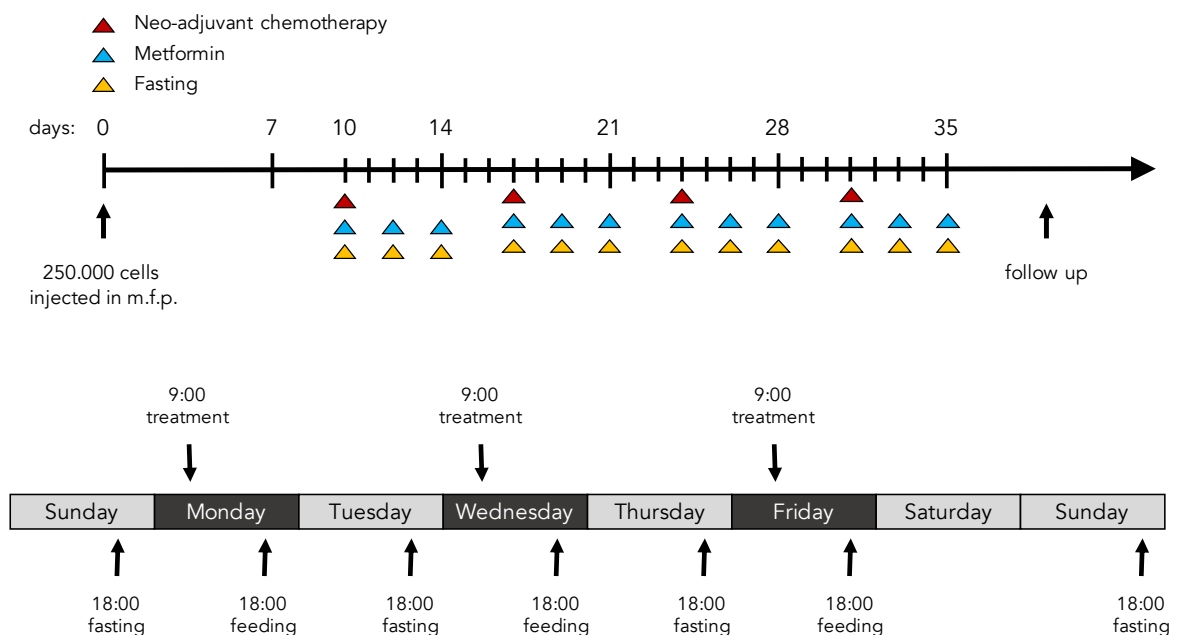 Neo-adjuvant chemotherapy
Metformin
Fasting
days: 0 7 10 14 21 28 35
250.000 cells
injected in m.f.p.
follow up
9:00
treatment
9:00
treatment
9:00
treatment
Sunday Monday Tuesday Wednesday Thursday Friday Saturday Sunday
18:00
fasting
18:00
feeding
18:00
fasting
18:00
feeding
18:00
fasting
18:00
feeding
18:00
fasting